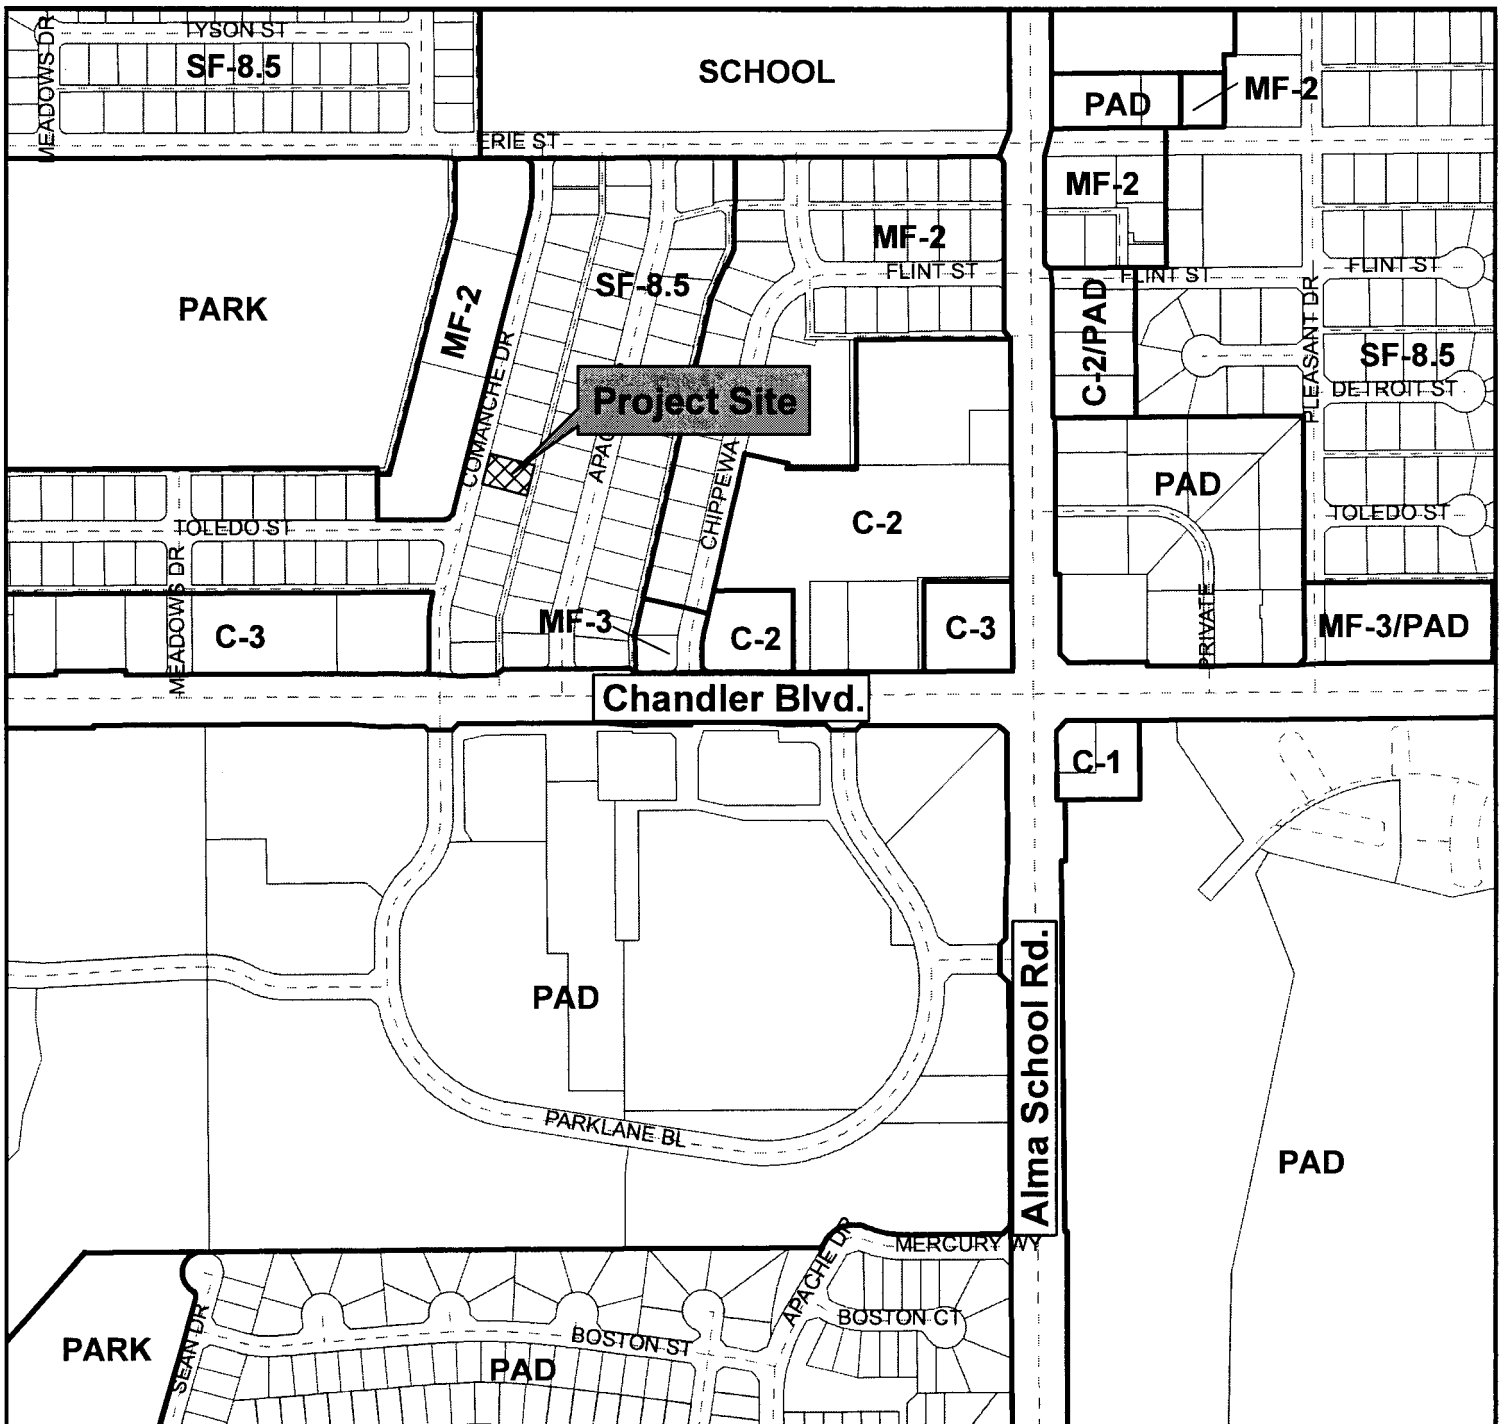 TYSON ST
MEADOWS DR
SF-8.5
SCHOOL
PAD
MF-2
ERIE ST
MF-2
MF-2
FLINT ST
FLINT ST
FLINT ST
PARK
MF-2
SF-8.5
C-2/PAD
PLEASANT DR
SF-8.5
DETROIT ST
COMANCHE DR
Project Site
APAC
CHIPPEWA
PAD
TOLEDO ST
C-2
TOLEDO ST
MEADOWS DR
C-3
MF-3
C-2
C-3
PRIVATE
MF-3/PAD
Chandler Blvd.
C-1
PAD
Alma School Rd.
PARKLANE BL
PAD
APACHE DR
MERCURY WY
BOSTON CT
SEAN DR
PARK
BOSTON ST
PAD